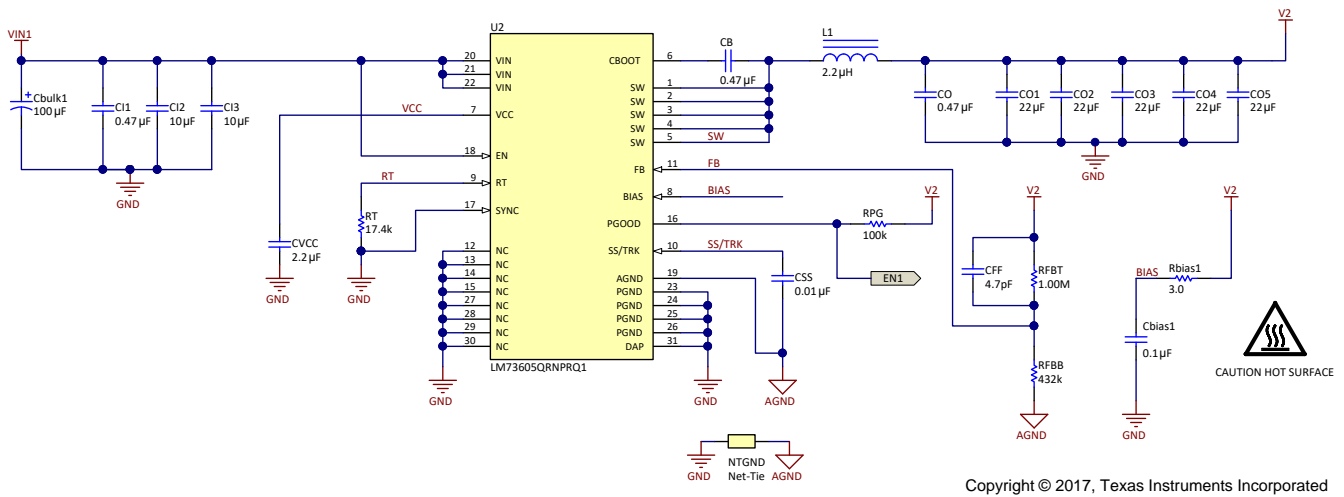 VIN1
Cbulk1
100µF
CI1
0.47µF
CI2
10µF
CI3
10µF
GND
VCC
CVCC
2.2µF
GND
RT
RT
17.4k
GND
U2
20 VIN
21 VIN
22 VIN
7 VCC
18 EN
9 RT
17 SYNC
12 NC
13 NC
14 NC
15 NC
27 NC
28 NC
29 NC
30 NC
GND
CBOOT 6
SW 1
SW 2
SW 3
SW 4
SW 5
FB 11
BIAS 8
PGOOD 16
SS/TRK 10
AGND 19
PGND 23
PGND 24
PGND 25
PGND 26
DAP 31
LM73605QRNPRQ1
CB
0.47µF
SW
FB
BIAS
SS/TRK
L1
2.2µH
V2
CO
0.47µF
CO1
22µF
CO2
22µF
CO3
22µF
CO4
22µF
CO5
22µF
GND
RPG
100k
V2
EN1
CSS
0.01µF
GND
AGND
V2
CFF
4.7pF
RFBT
1.00M
RFBB
432k
AGND
V2
BIAS
Rbias1
3.0
Cbias1
0.1µF
GND
CAUTION HOT SURFACE
GND
NTGND
Net-Tie
AGND
Copyright © 2017, Texas Instruments Incorporated